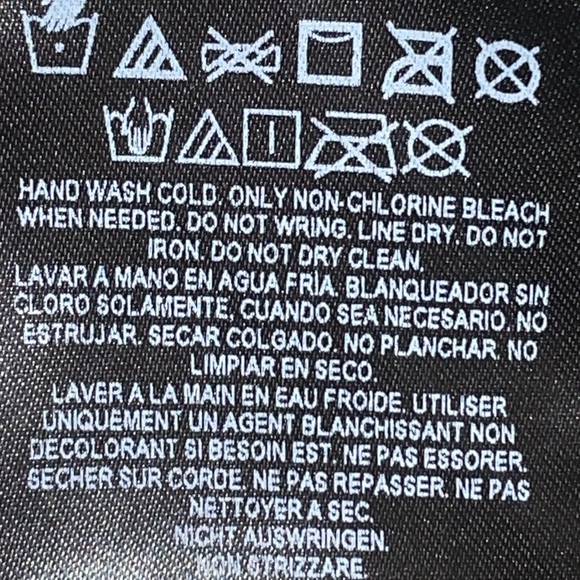 HAND WASH COLD. ONLY NON-CHLORINE BLEACH
WHEN NEEDED. DO NOT WRING. LINE DRY. DO NOT
IRON. DO NOT DRY CLEAN.
LAVAR A MANO EN AGUA FRIA. BLANQUEADOR SIN
CLORO SOLAMENTE, CUANDO SEA NECESARIO. NO
ESTRUJAR. SECAR COLGADO. NO PLANCHAR. NO
LIMPIAR EN SECO.
LAVER A LA MAIN EN EAU FROIDE. UTILISER
UNIQUEMENT UN AGENT BLANCHISSANT NON
DECOLORANT SI BESOIN EST. NE PAS ESSORER.
SECHER SUR CORDE. NE PAS REPASSER. NE PAS
NETTOYER A SEC.
NICHT AUSWRINGEN.
NON STRIZZARE.